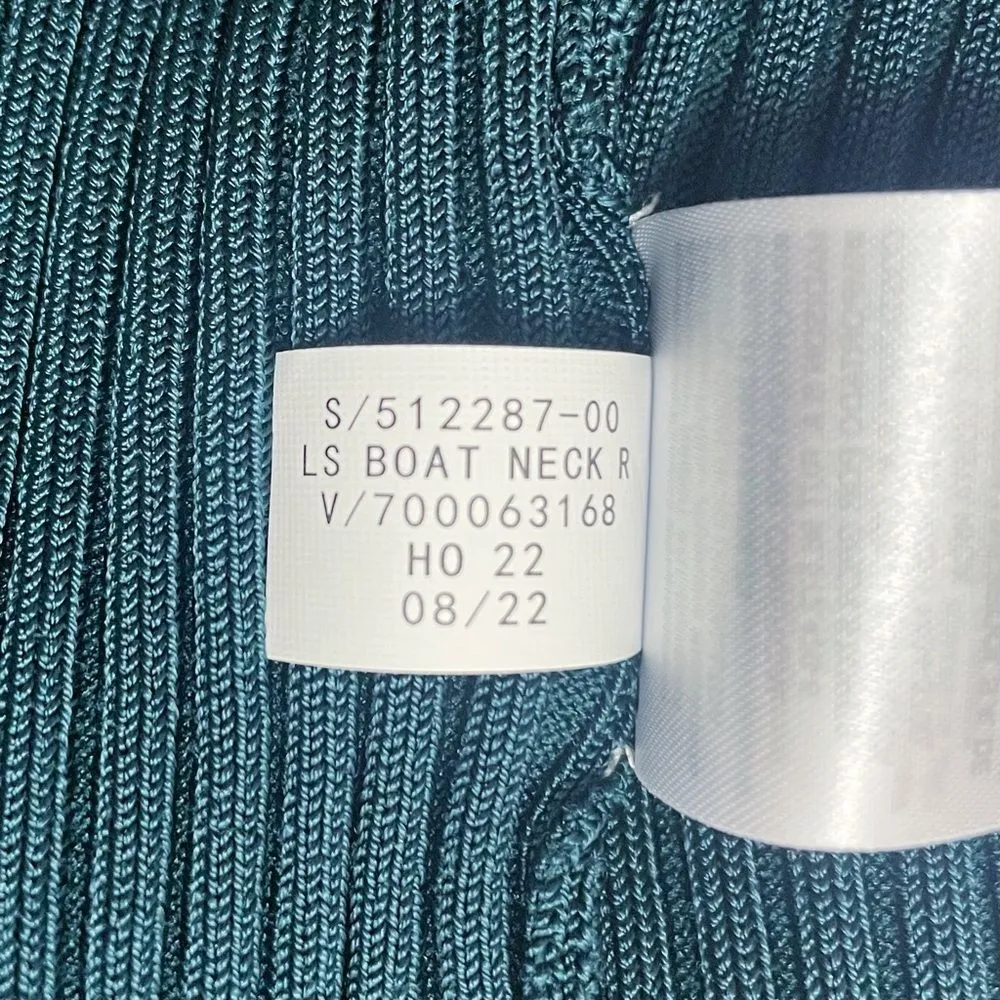 S/512287-00
LS BOAT NECK R
V/700063168
HO 22
08/22